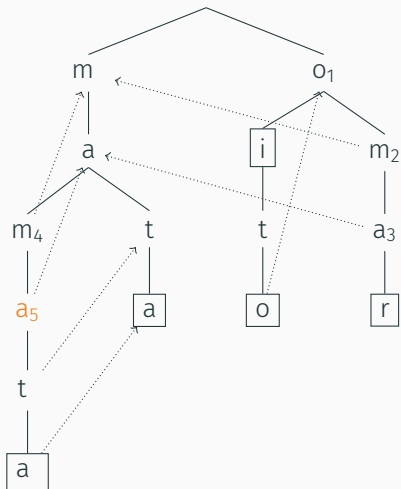 m o₁
a i m₂
m₄ t t a₃
a₅ a o r
t
a